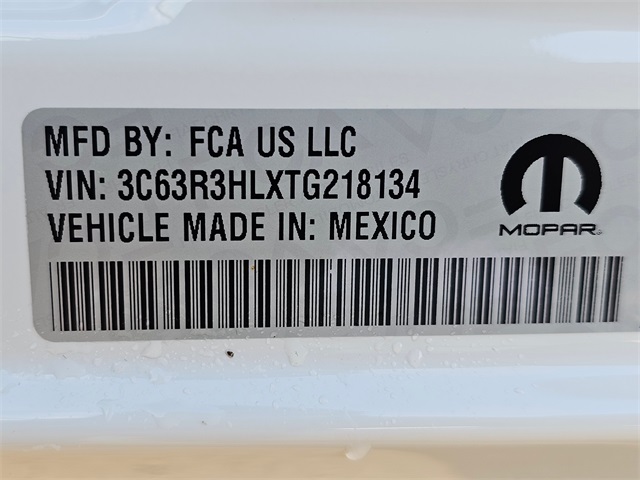 MFD BY: FCA US LLC
VIN: 3C63R3HLXTG218134
VEHICLE MADE IN: MEXICO
MOPAR